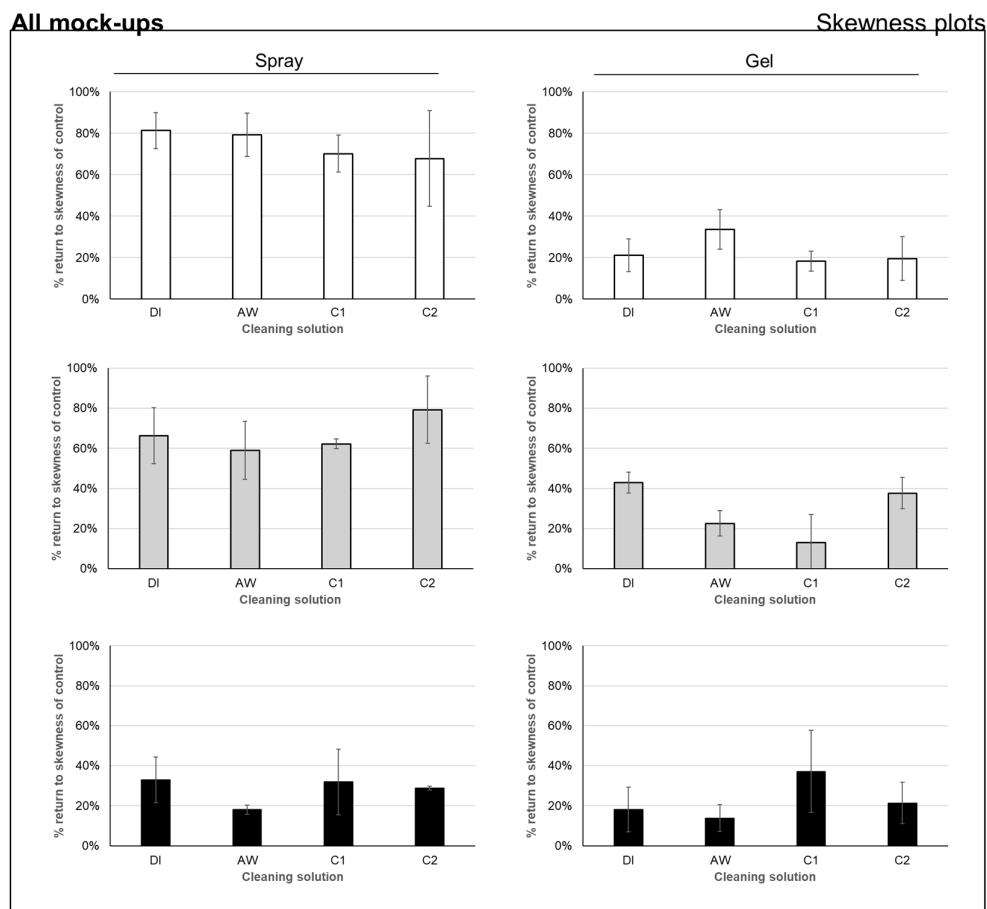 All mock-ups
Skewness plots
Spray
Gel
% return to skewness of control
100%
80%
60%
40%
20%
0%
DI AW C1 C2
Cleaning solution
% return to skewness of control
100%
80%
60%
40%
20%
0%
DI AW C1 C2
Cleaning solution
% return to skewness of control
100%
80%
60%
40%
20%
0%
DI AW C1 C2
Cleaning solution
% return to skewness of control
100%
80%
60%
40%
20%
0%
DI AW C1 C2
Cleaning solution
% return to skewness of control
100%
80%
60%
40%
20%
0%
DI AW C1 C2
Cleaning solution
% return to skewness of control
100%
80%
60%
40%
20%
0%
DI AW C1 C2
Cleaning solution